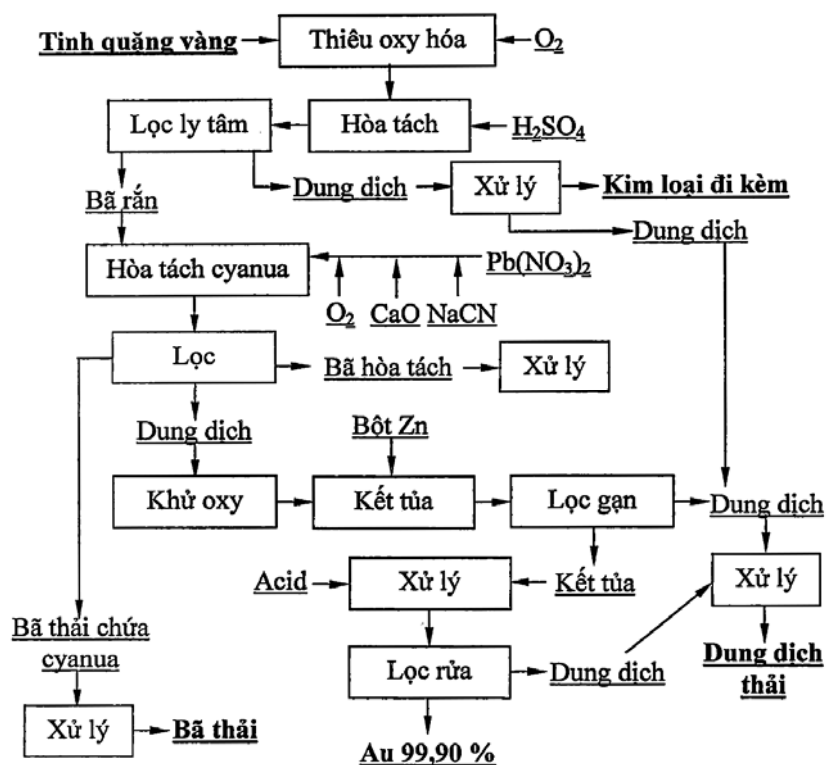 Tinh quặng vàng
Thiêu oxy hóa
O2
Lọc ly tâm
Hòa tách
H2SO4
Bã rắn
Dung dịch
Xử lý
Kim loại đi kèm
Dung dịch
Hòa tách cyanua
Pb(NO3)2
O2
CaO
NaCN
Lọc
Bã hòa tách
Xử lý
Dung dịch
Bột Zn
Khử oxy
Kết tủa
Lọc gạn
Dung dịch
Acid
Xử lý
Kết tủa
Xử lý
Bã thải chứa
cyanua
Lọc rửa
Dung dịch
Dung dịch
thải
Xử lý
Bã thải
Au 99,90 %